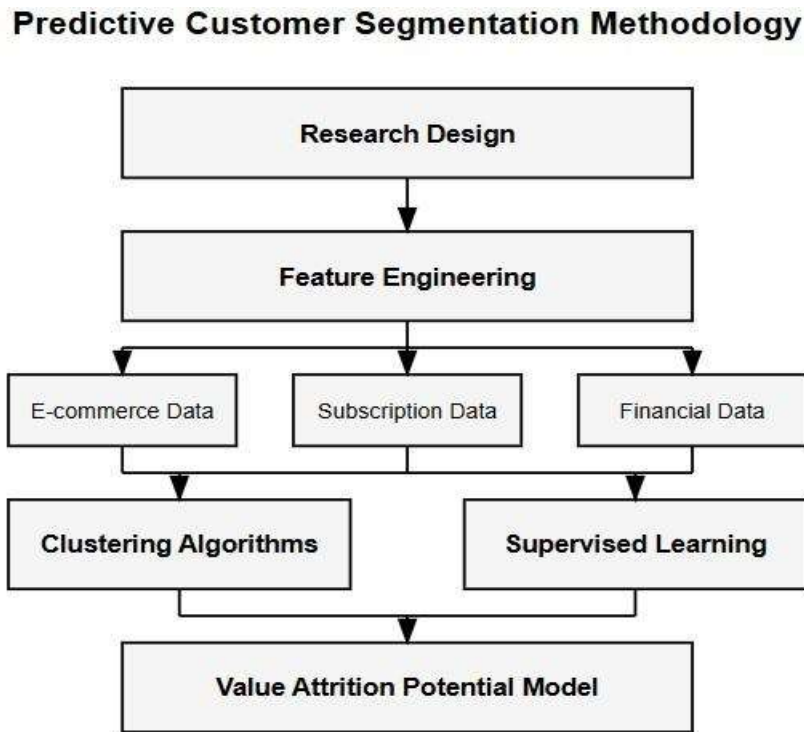 Predictive Customer Segmentation Methodology
Research Design
Feature Engineering
E-commerce Data
Subscription Data
Financial Data
Clustering Algorithms
Supervised Learning
Value Attrition Potential Model